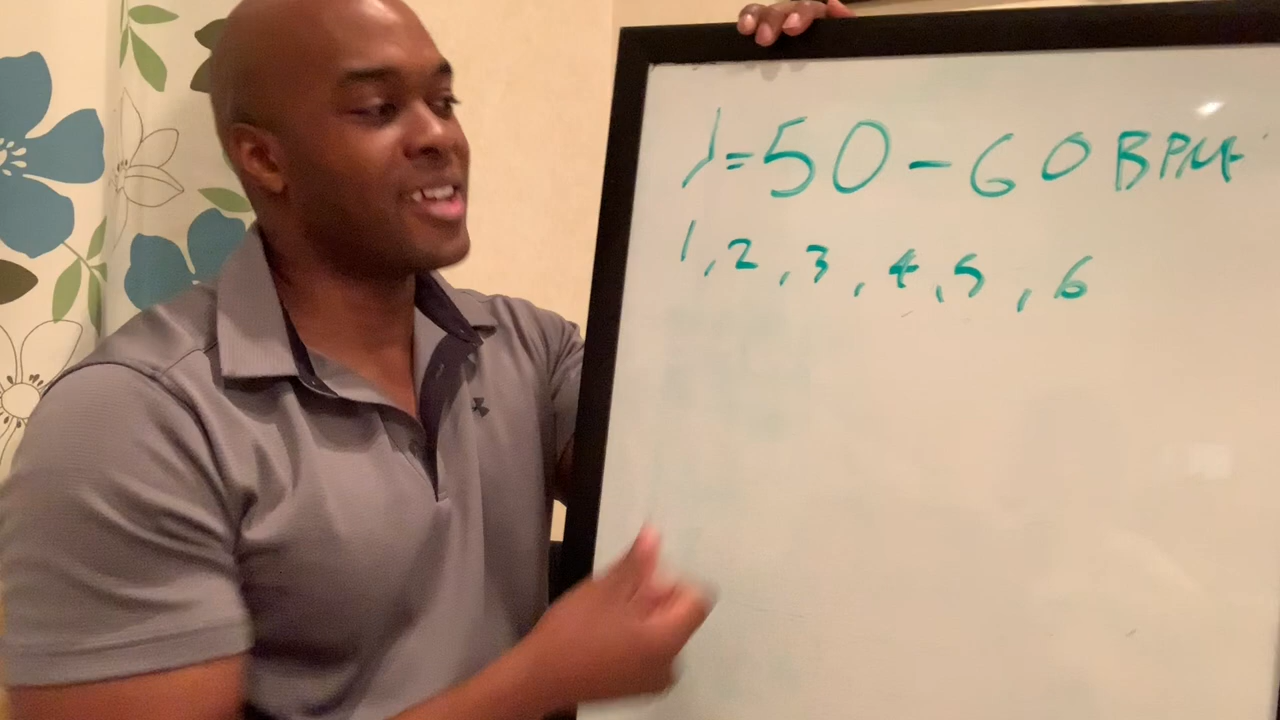 ♪ = 50 - 60 BPM
1, 2, 3, 4, 5, 6